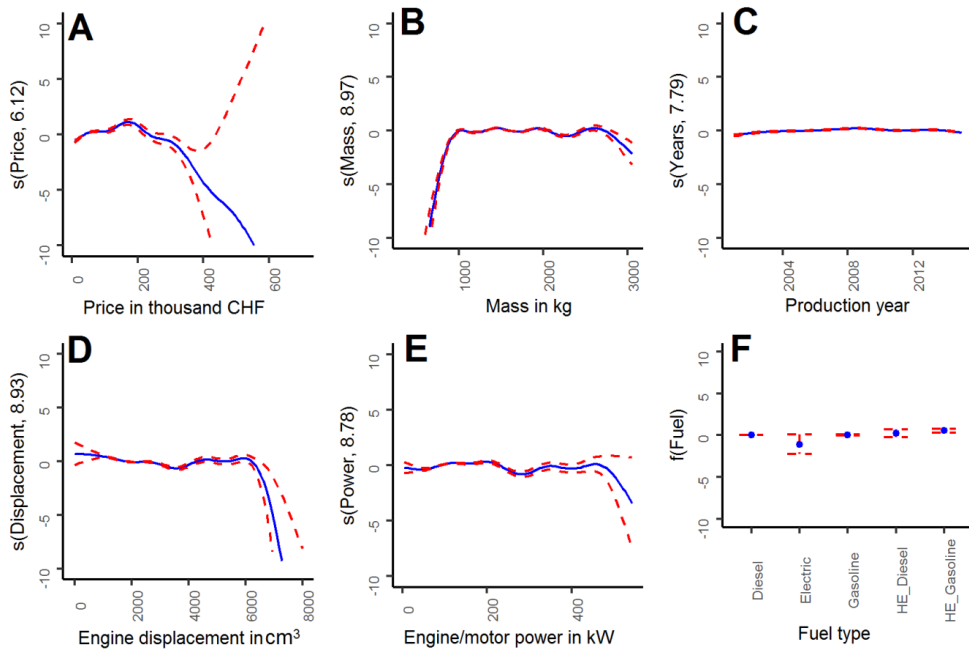 A
s(Price, 6.12)
10
5
0
-5
-10
0
200
400
600
Price in thousand CHF
B
s(Mass, 8.97)
10
5
0
-5
-10
1000
2000
3000
Mass in kg
C
s(Years, 7.79)
10
5
0
-5
-10
2004
2008
2012
Production year
D
s(Displacement, 8.93)
10
5
0
-5
-10
0
2000
4000
6000
8000
Engine displacement in cm³
E
s(Power, 8.78)
10
5
0
-5
-10
0
200
400
Engine/motor power in kW
F
f(Fuel)
10
5
0
-5
-10
Diesel
Electric
Gasoline
HE_Diesel
HE_Gasoline
Fuel type